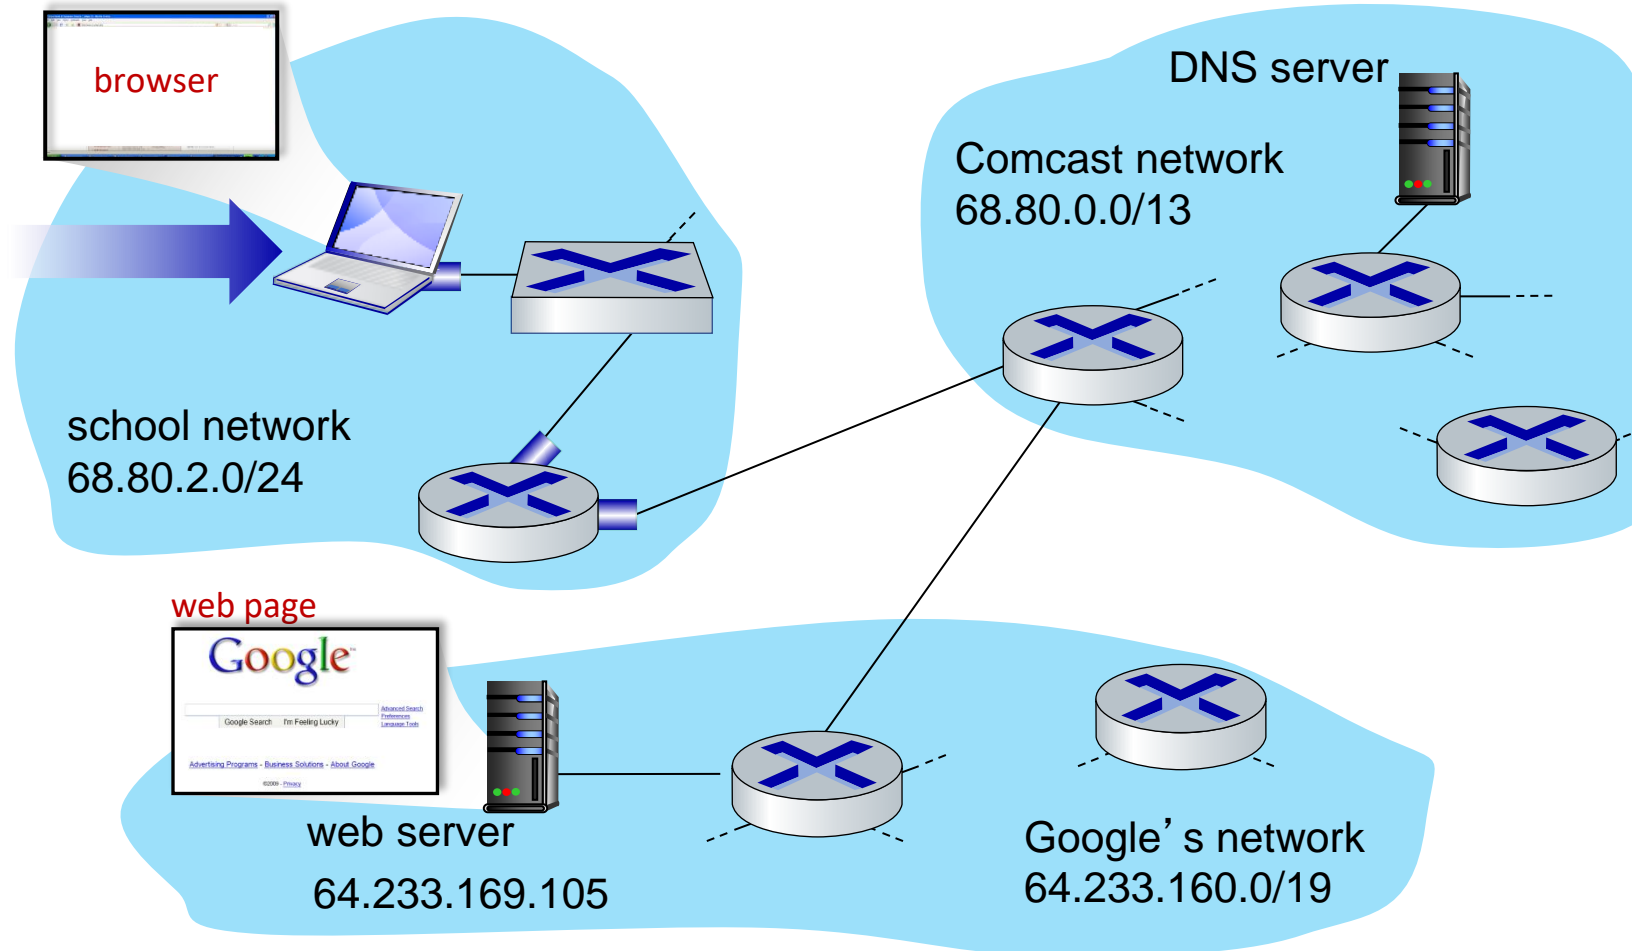 browser
DNS server
Comcast network
68.80.0.0/13
school network
68.80.2.0/24
web page
Google
Advanced Search
Preferences
Language Tools
Google Search I'm Feeling Lucky
Advertising Programs - Business Solutions - About Google
©2009 - Privacy
web server
64.233.169.105
Google’s network
64.233.160.0/19